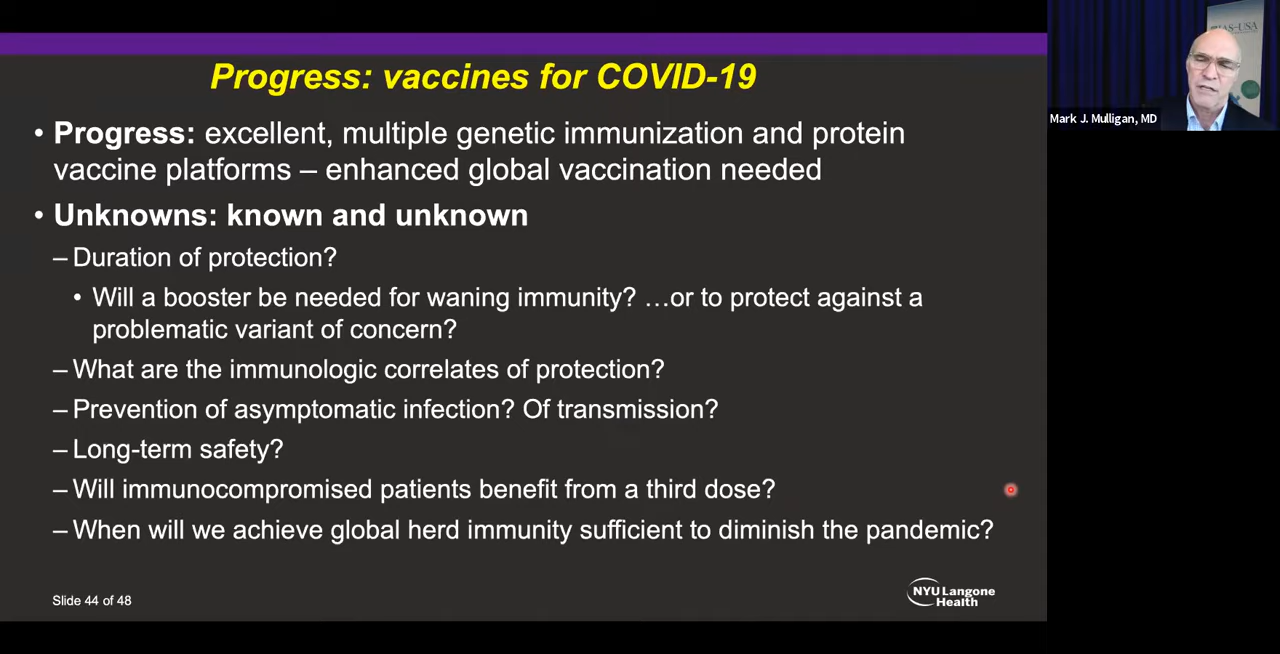 Progress: vaccines for COVID-19
• Progress: excellent, multiple genetic immunization and protein
vaccine platforms – enhanced global vaccination needed
• Unknowns: known and unknown
– Duration of protection?
• Will a booster be needed for waning immunity? …or to protect against a
problematic variant of concern?
– What are the immunologic correlates of protection?
– Prevention of asymptomatic infection? Of transmission?
– Long-term safety?
– Will immunocompromised patients benefit from a third dose?
– When will we achieve global herd immunity sufficient to diminish the pandemic?
Slide 44 of 48
NYU Langone
Health
Mark J. Mulligan, MD